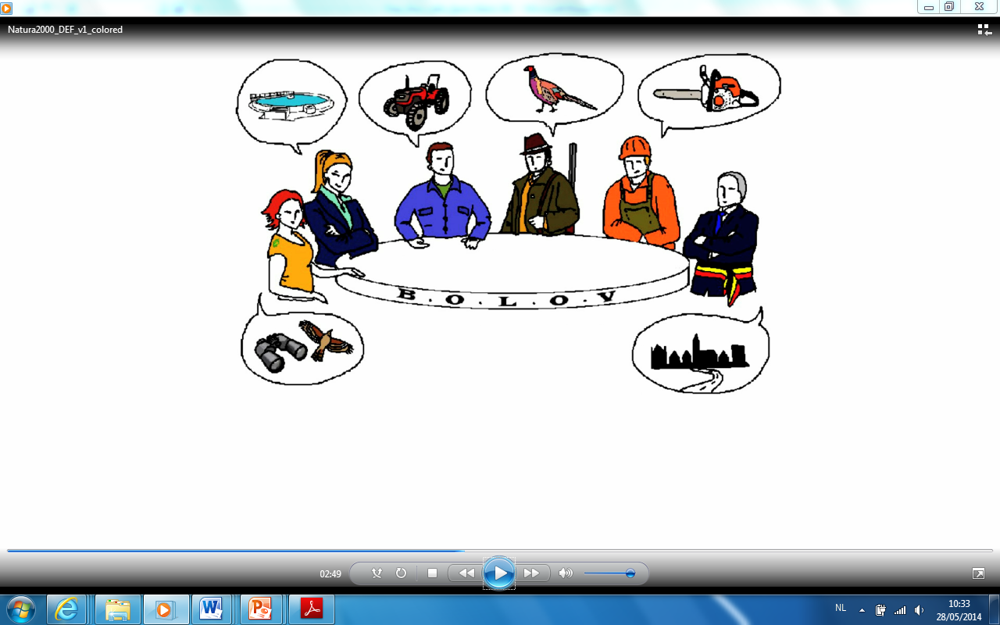 Natura2000_DEF_v1_colored
B.O.L.O.V
02:49
NL
10:33
28/05/2014